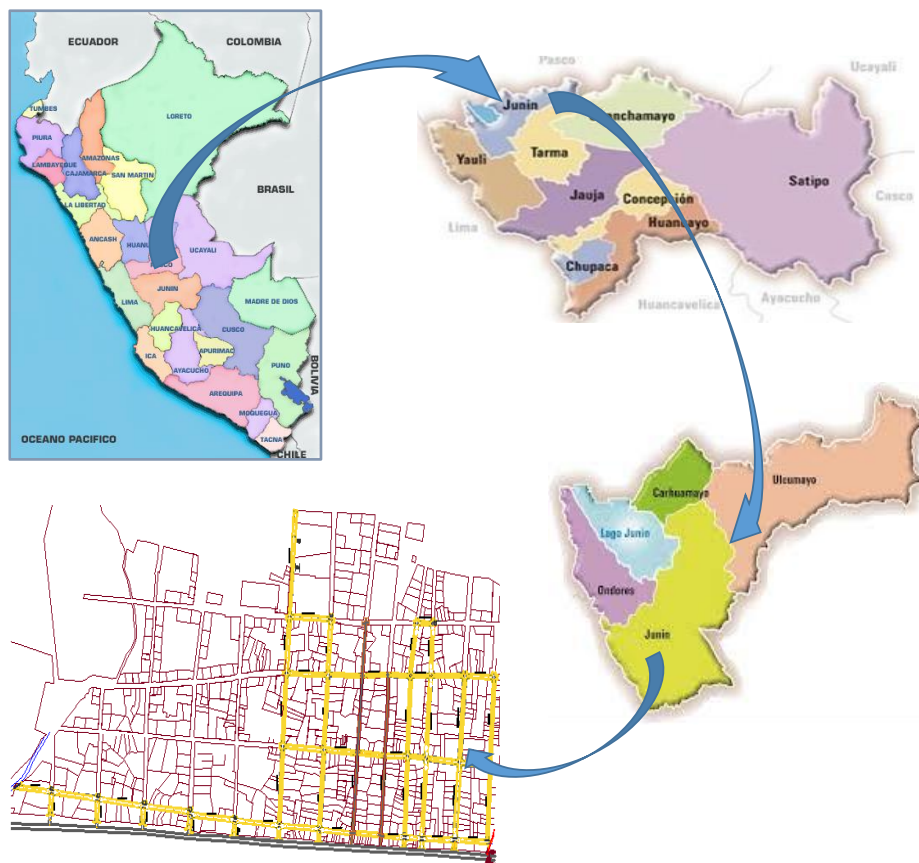 ECUADOR
COLOMBIA
TUMBES
LORETO
PIURA
AMAZONAS
LAMBAYEQUE
CAJAMARCA
SAN MARTIN
BRASIL
LA LIBERTAD
ANCASH
UCAYALI
LIMA
JUNIN
MADRE DE DIOS
HUANCAVELICA
CUSCO
ICA
APURIMAC
PUNO
AYACUCHO
BOLIVIA
AREQUIPA
MOQUEGUA
OCEANO PACIFICO
TACNA
CHILE
Pasco
Ucayali
Junin
Tarma
Yauli
Satipo
Jauja
Concepción
Cusco
Lima
Huancayo
Chupaca
Huancavelica
Ayacucho
Carhuamayo
Ulcumayo
Lago Junin
Ondores
Junin